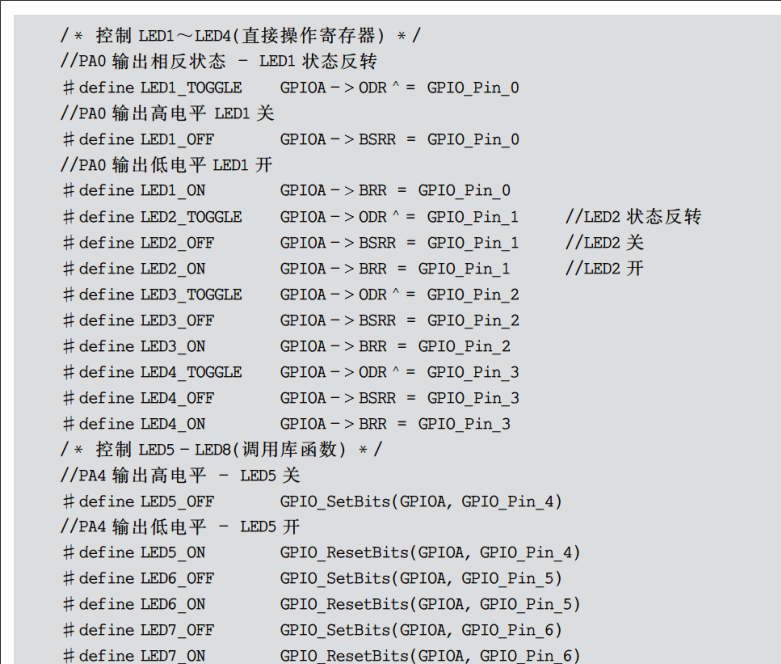 /* 控制 LED1～LED4(直接操作寄存器) */
//PA0 输出相反状态 - LED1 状态反转
#define LED1_TOGGLE GPIOA->ODR ^= GPIO_Pin_0
//PA0 输出高电平 LED1 关
#define LED1_OFF GPIOA->BSRR = GPIO_Pin_0
//PA0 输出低电平 LED1 开
#define LED1_ON GPIOA->BRR = GPIO_Pin_0
#define LED2_TOGGLE GPIOA->ODR ^= GPIO_Pin_1 //LED2 状态反转
#define LED2_OFF GPIOA->BSRR = GPIO_Pin_1 //LED2 关
#define LED2_ON GPIOA->BRR = GPIO_Pin_1 //LED2 开
#define LED3_TOGGLE GPIOA->ODR ^= GPIO_Pin_2
#define LED3_OFF GPIOA->BSRR = GPIO_Pin_2
#define LED3_ON GPIOA->BRR = GPIO_Pin_2
#define LED4_TOGGLE GPIOA->ODR ^= GPIO_Pin_3
#define LED4_OFF GPIOA->BSRR = GPIO_Pin_3
#define LED4_ON GPIOA->BRR = GPIO_Pin_3
/* 控制 LED5-LED8(调用库函数) */
//PA4 输出高电平 - LED5 关
#define LED5_OFF GPIO_SetBits(GPIOA, GPIO_Pin_4)
//PA4 输出低电平 - LED5 开
#define LED5_ON GPIO_ResetBits(GPIOA, GPIO_Pin_4)
#define LED6_OFF GPIO_SetBits(GPIOA, GPIO_Pin_5)
#define LED6_ON GPIO_ResetBits(GPIOA, GPIO_Pin_5)
#define LED7_OFF GPIO_SetBits(GPIOA, GPIO_Pin_6)
#define LED7_ON GPIO_ResetBits(GPIOA, GPIO_Pin_6)